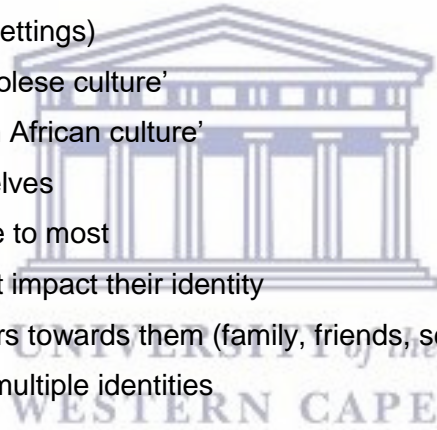 ettings)
olese culture’
African culture’
elves
e to most
t impact their identity
rs towards them (family, friends, s
multiple identities
UNIVERSITY of the
WESTERN CAPE